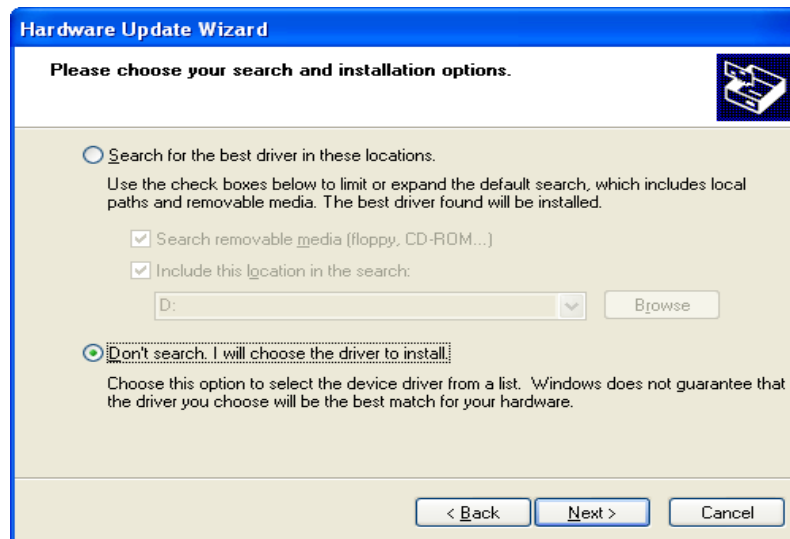 Hardware Update Wizard
Please choose your search and installation options.
Search for the best driver in these locations.
Use the check boxes below to limit or expand the default search, which includes local
paths and removable media. The best driver found will be installed.
Search removable media (floppy, CD-ROM...)
Include this location in the search:
D:
Browse
Don't search. I will choose the driver to install.
Choose this option to select the device driver from a list. Windows does not guarantee that
the driver you choose will be the best match for your hardware.
< Back Next > Cancel